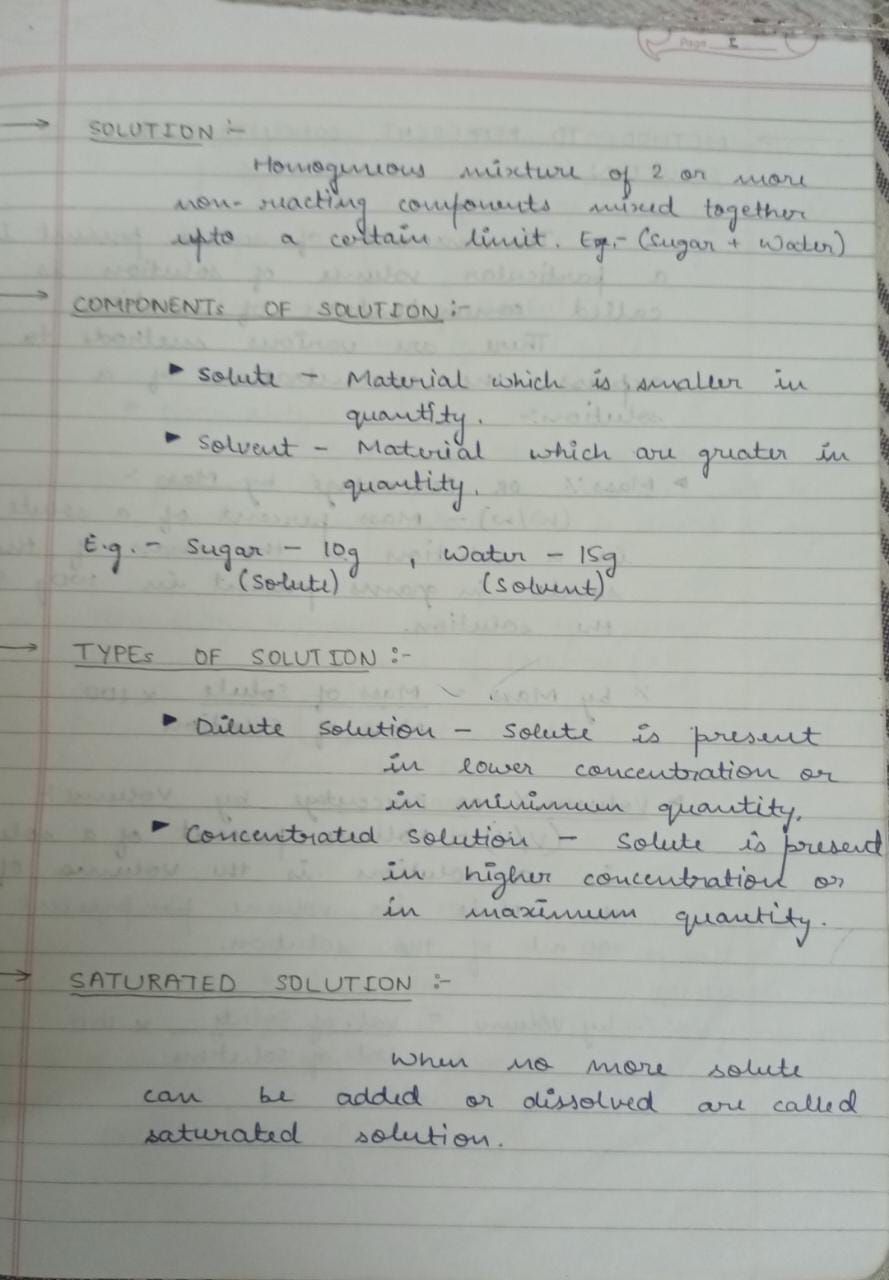 Page I
→ SOLUTION :-
Homogeneous mixture of 2 or more
non-reacting components mixed together
upto a certain limit. Eg.- (Sugar + Water)
→ COMPONENTs OF SOLUTION :-
▶ Solute - Material which is smaller in
quantity.
▶ Solvent - Material which are greater in
quantity.
E.g. - Sugar - 10g , Water - 15g
(Solute) (Solvent)
→ TYPEs OF SOLUTION :-
▶ Dilute Solution - Solute is present
in lower concentration or
in minimum quantity.
▶ Concentrated Solution - Solute is present
in higher concentration or
in maximum quantity.
→ SATURATED SOLUTION :-
When no more solute
can be added or dissolved are called
saturated solution.